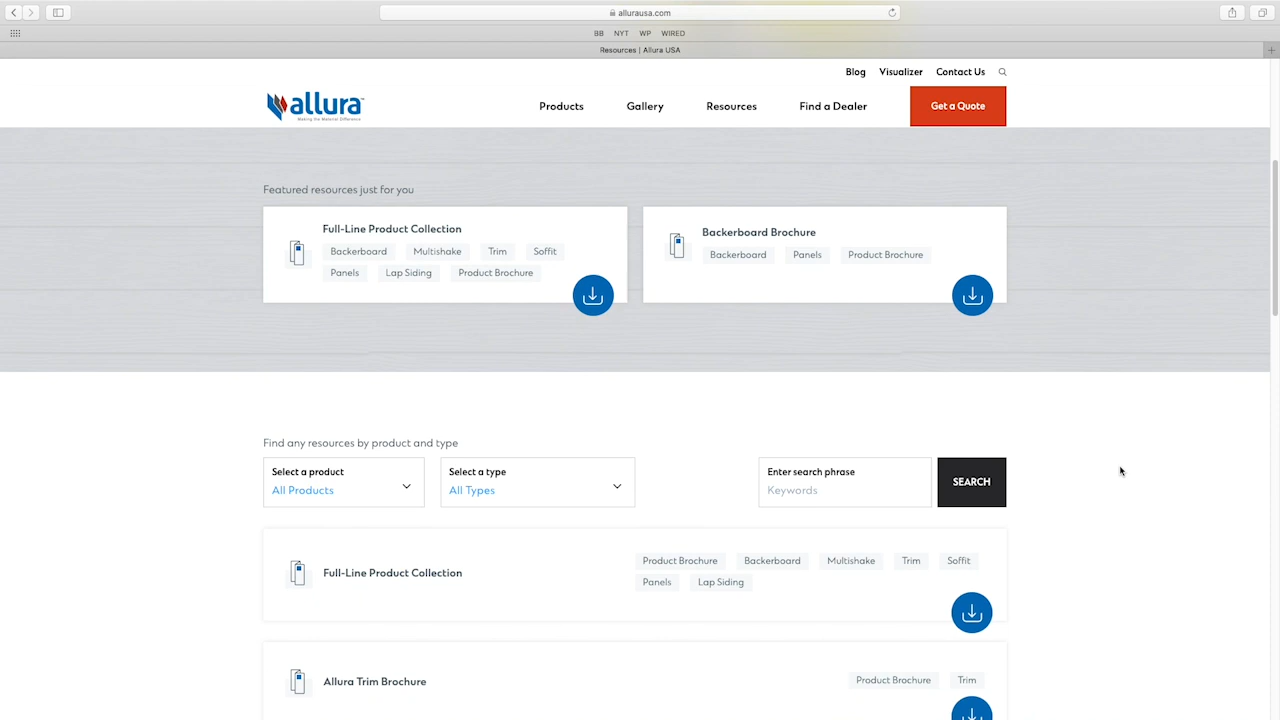 allurausa.com
BB NYT WP WIRED
Resources | Allura USA
Blog Visualizer Contact Us
allura
Making the Material Difference
Products Gallery Resources Find a Dealer Get a Quote
Featured resources just for you
Full-Line Product Collection
Backerboard Multishake Trim Soffit
Panels Lap Siding Product Brochure
Backerboard Brochure
Backerboard Panels Product Brochure
Find any resources by product and type
Select a product
All Products
Select a type
All Types
Enter search phrase
Keywords
SEARCH
Full-Line Product Collection
Product Brochure Backerboard Multishake Trim Soffit
Panels Lap Siding
Allura Trim Brochure
Product Brochure Trim